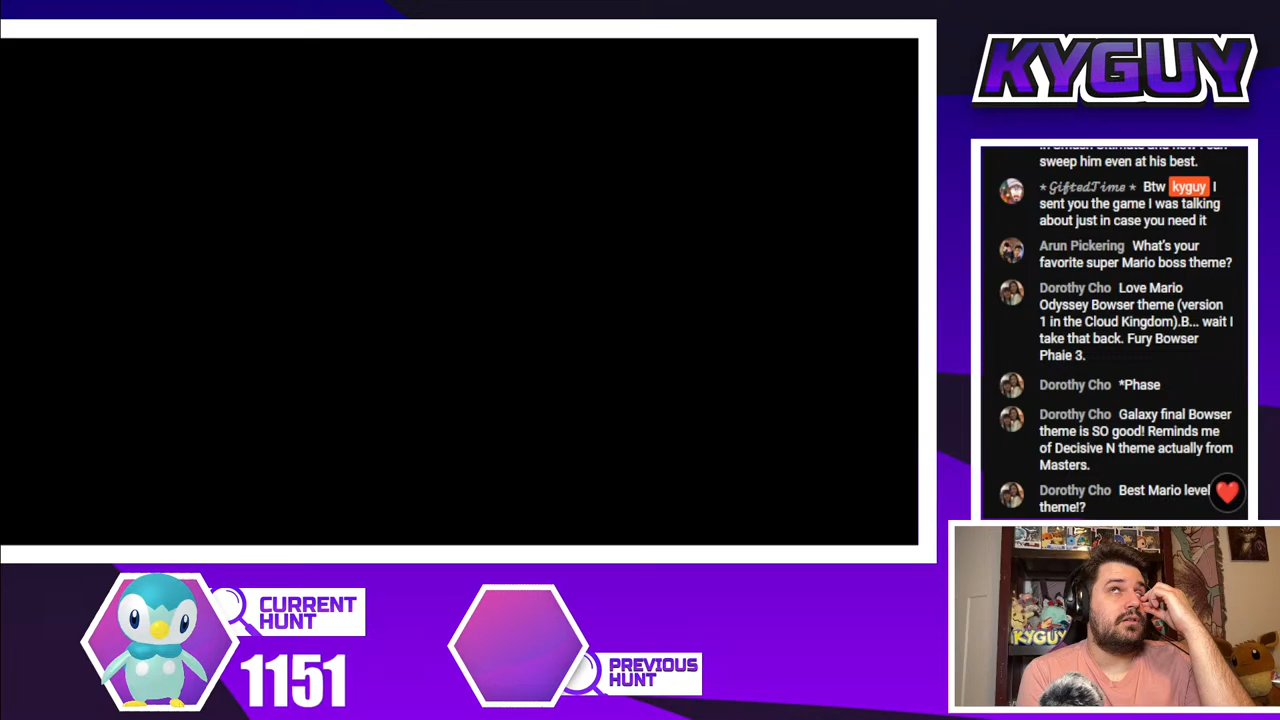 KYGUY
sweep him even at his best.
* GiftedTime * Btw kyguy I
sent you the game I was talking
about just in case you need it
Arun Pickering What's your
favorite super Mario boss theme?
Dorothy Cho Love Mario
Odyssey Bowser theme (version
1 in the Cloud Kingdom).B... wait I
take that back. Fury Bowser
Phaie 3.
Dorothy Cho *Phase
Dorothy Cho Galaxy final Bowser
theme is SO good! Reminds me
of Decisive N theme actually from
Masters.
Dorothy Cho Best Mario level
theme!?
CURRENT
HUNT
1151
PREVIOUS
HUNT
KYGUY